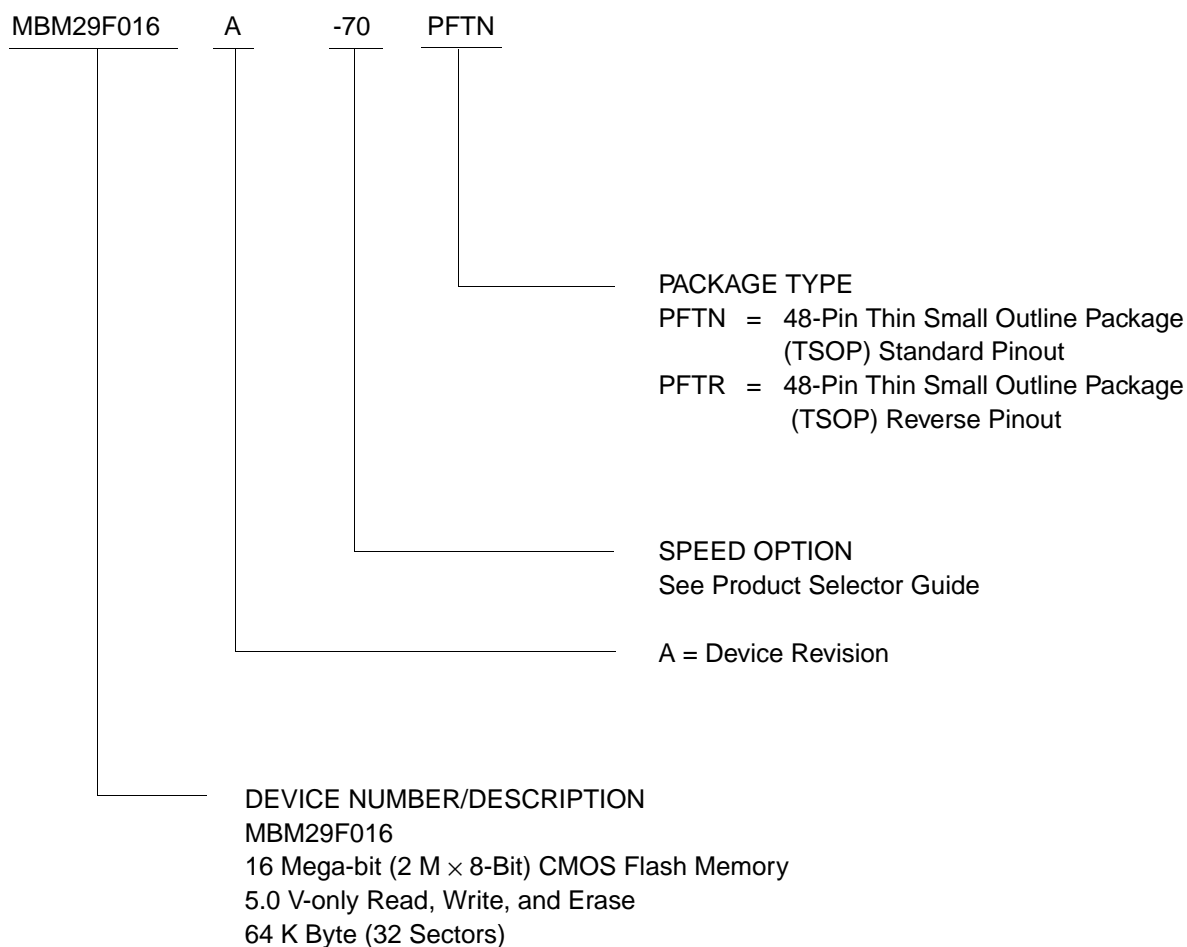 MBM29F016 A -70 PFTN
PACKAGE TYPE
PFTN = 48-Pin Thin Small Outline Package
(TSOP) Standard Pinout
PFTR = 48-Pin Thin Small Outline Package
(TSOP) Reverse Pinout
SPEED OPTION
See Product Selector Guide
A = Device Revision
DEVICE NUMBER/DESCRIPTION
MBM29F016
16 Mega-bit (2 M × 8-Bit) CMOS Flash Memory
5.0 V-only Read, Write, and Erase
64 K Byte (32 Sectors)